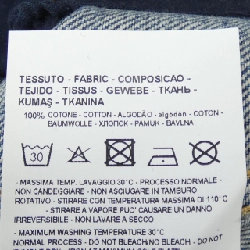 TESSUTO - FABRIC - COMPOSICAO -
TEJIDO - TISSUS - GEWEBE - ТКАНЬ -
KUMAŞ - TKANINA
100% COTONE - COTTON - ALGODÃO - algodon - COTON -
BAUMWOLLE - ХЛОПОК - PAMUK - BAVLNA
30
- MASSIMA TEMP. LAVAGGIO 30°C - PROCESSO NORMALE -
NON CANDEGGIARE - NON ASCIUGARE IN TAMBURO
ROTATIVO - STIRARE CON TEMPERATURA MASSIMA DI 110°C
- STIRARE A VAPORE PUO' CAUSARE UN DANNO
IRREVERSIBILE - NON LAVARE A SECCO
MAXIMUM WASHING TEMPERATURE 30°C
NORMAL PROCESS - DO NOT BLEACHING BLEACH - DO NOT